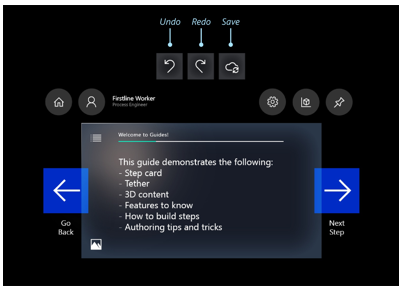 Undo Redo Save
Firstline Worker
Process Engineer
Welcome to Guides!
This guide demonstrates the following:
- Step card
- Tether
- 3D content
- Features to know
- How to build steps
- Authoring tips and tricks
Go
Back
Next
Step